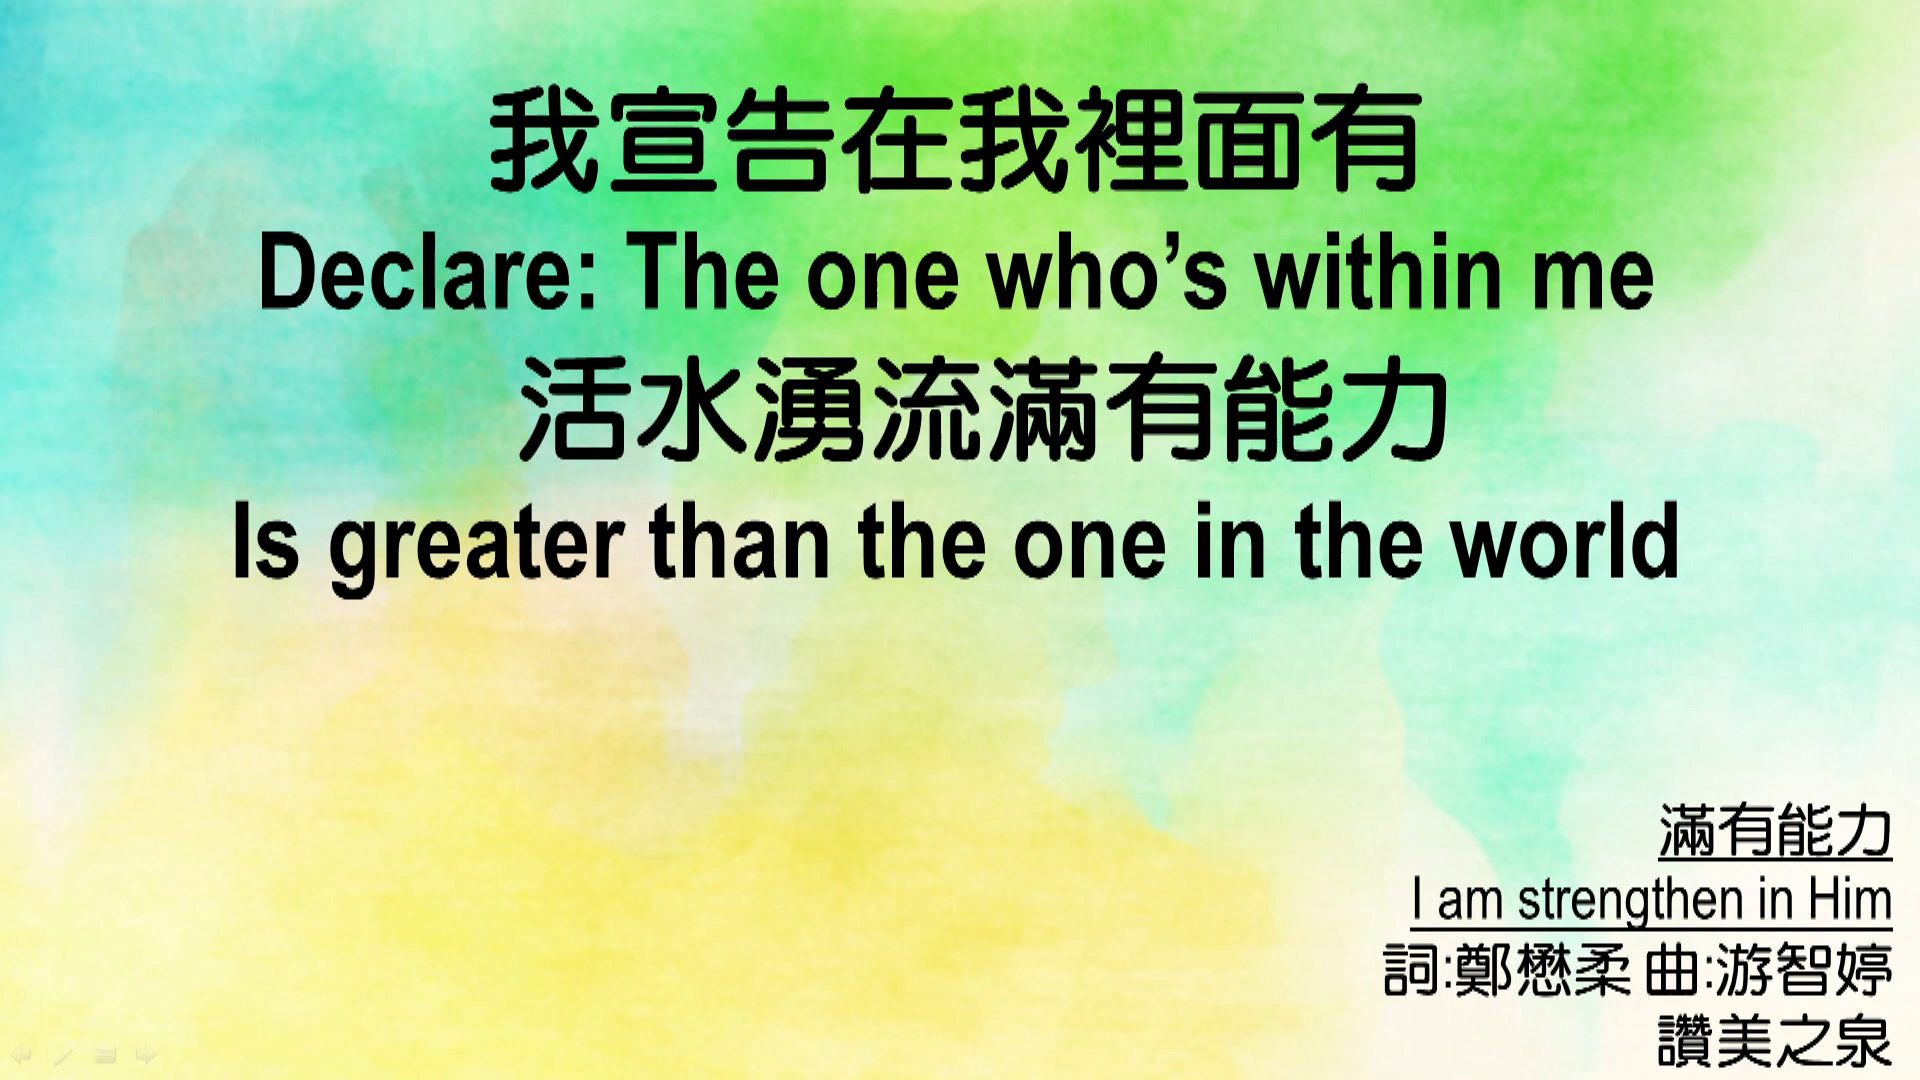 我宣告在我裡面有
Declare: The one who’s within me
活水湧流滿有能力
Is greater than the one in the world
滿有能力
I am strengthen in Him
詞:鄭懋柔 曲:游智婷
讚美之泉